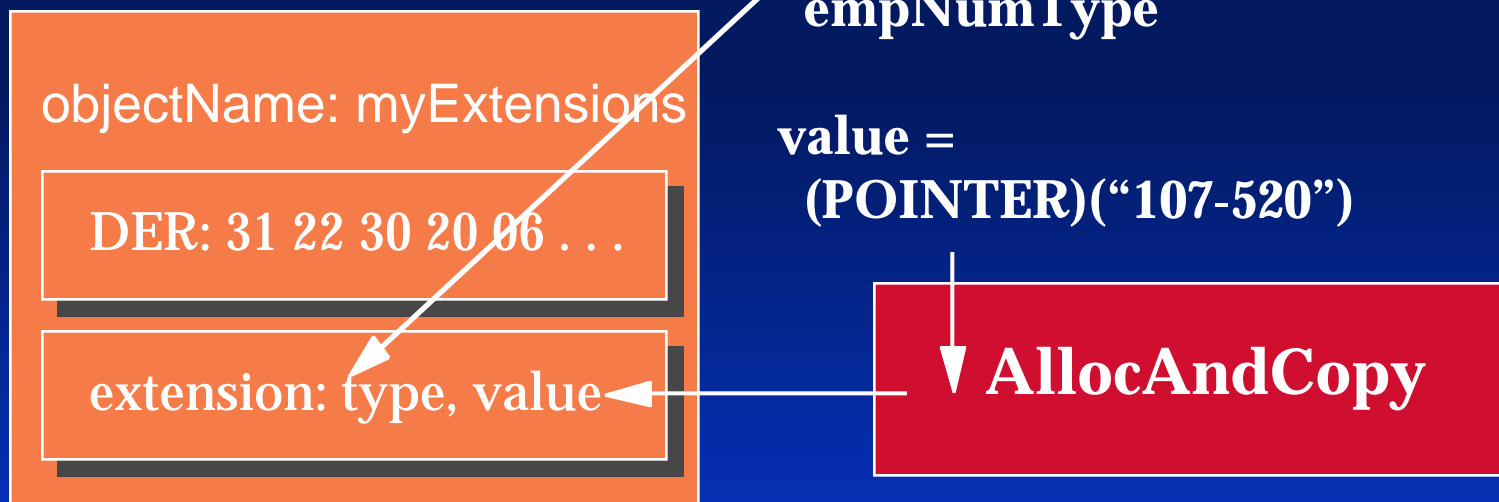 empNumType
objectName: myExtensions
value =
(POINTER)(“107-520”)
DER: 31 22 30 20 06 . . .
extension: type, value
AllocAndCopy